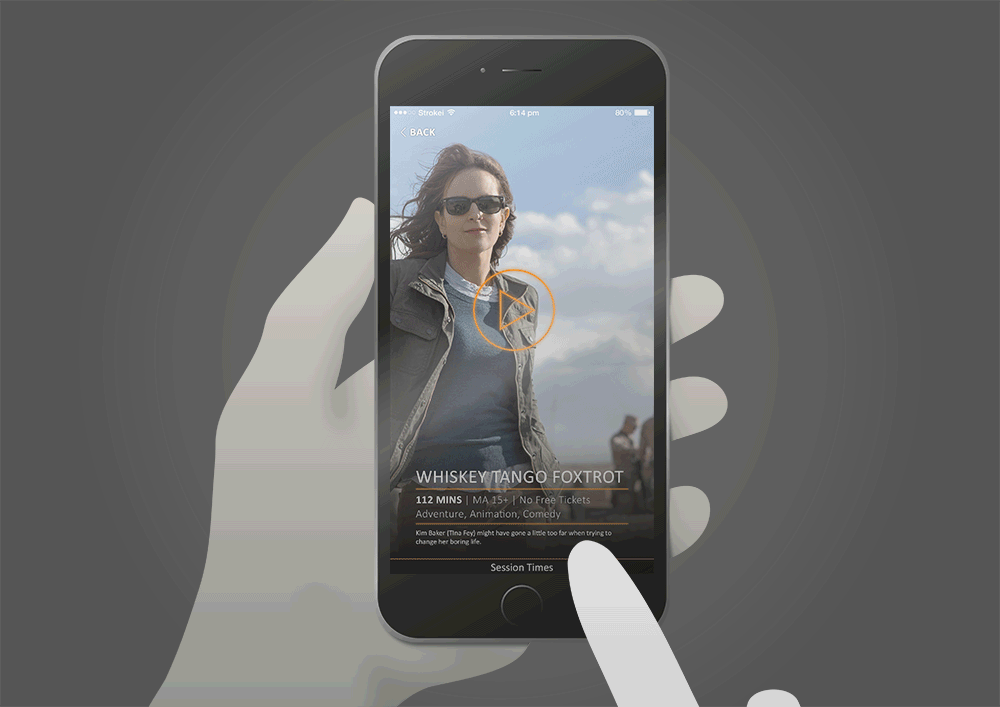 Strokei 6:14 pm 80%
BACK
WHISKEY TANGO FOXTROT
112 MINS | MA 15+ | No Free Tickets
Adventure, Animation, Comedy
Kim Baker (Tina Fey) might have gone a little too far when trying to
change her boring life.
Session Times